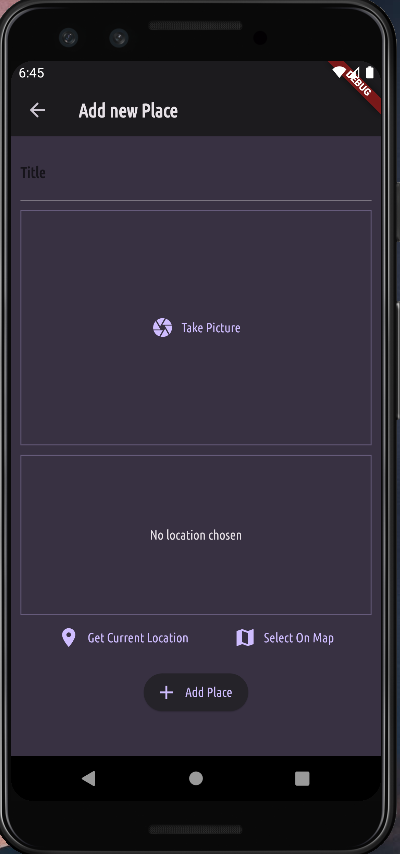 6:45
DEBUG
Add new Place
Title
Take Picture
No location chosen
Get Current Location
Select On Map
Add Place